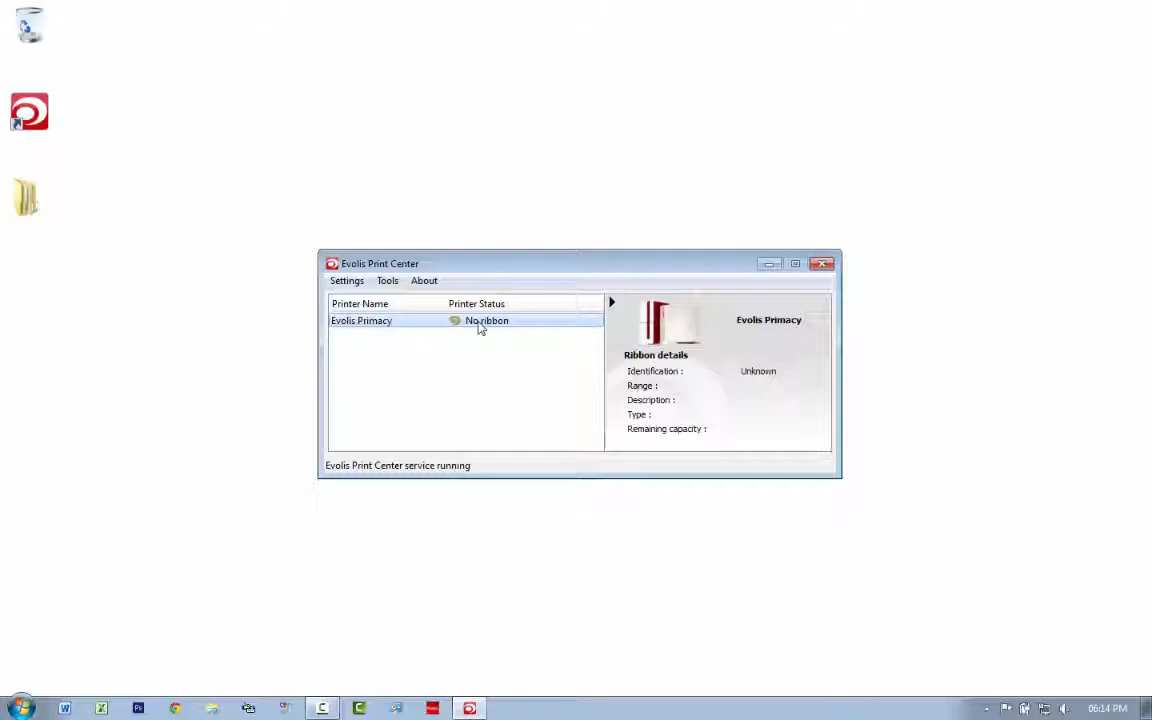 Evolis Print Center
Settings Tools About
Printer Name Printer Status
Evolis Primacy No ribbon
Evolis Primacy
Ribbon details
Identification : Unknown
Range :
Description :
Type :
Remaining capacity :
Evolis Print Center service running
06:14 PM